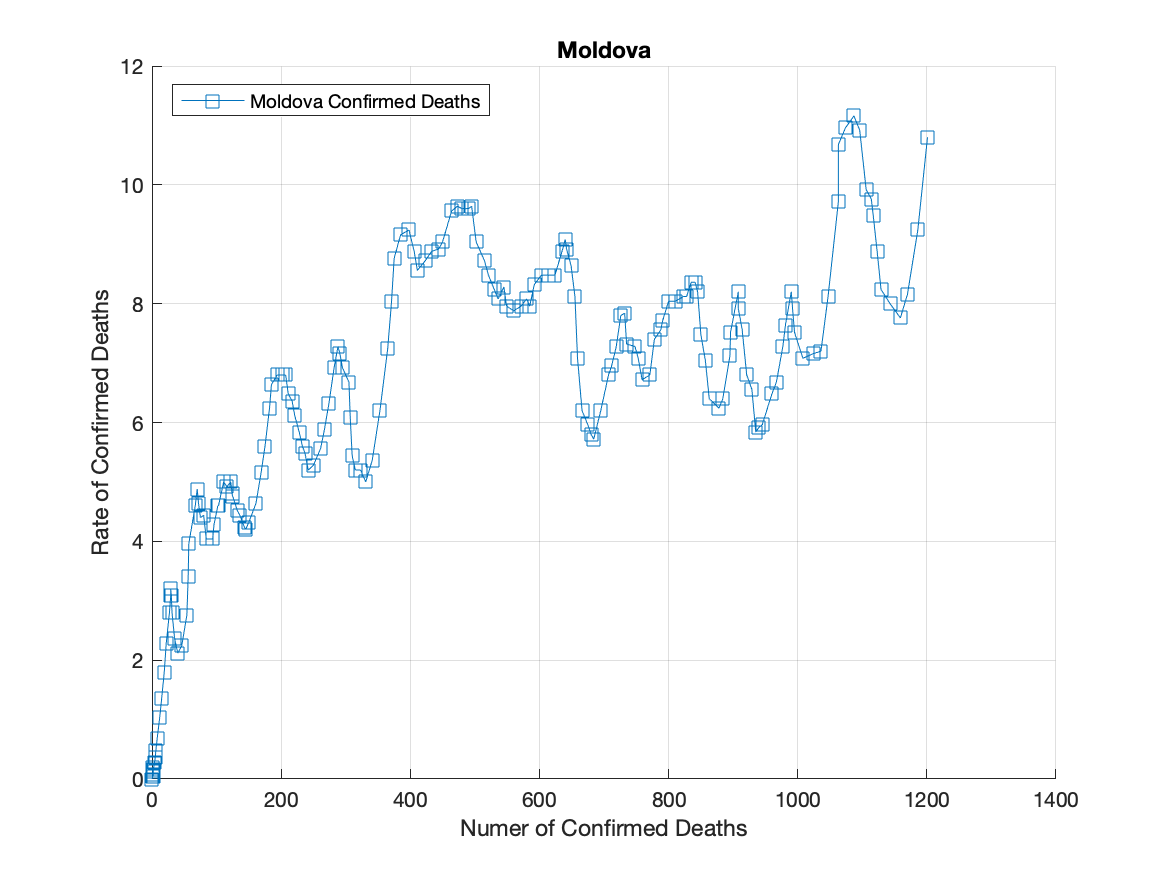 Moldova
Moldova Confirmed Deaths
Rate of Confirmed Deaths
12
10
8
6
4
2
0
0 200 400 600 800 1000 1200 1400
Numer of Confirmed Deaths